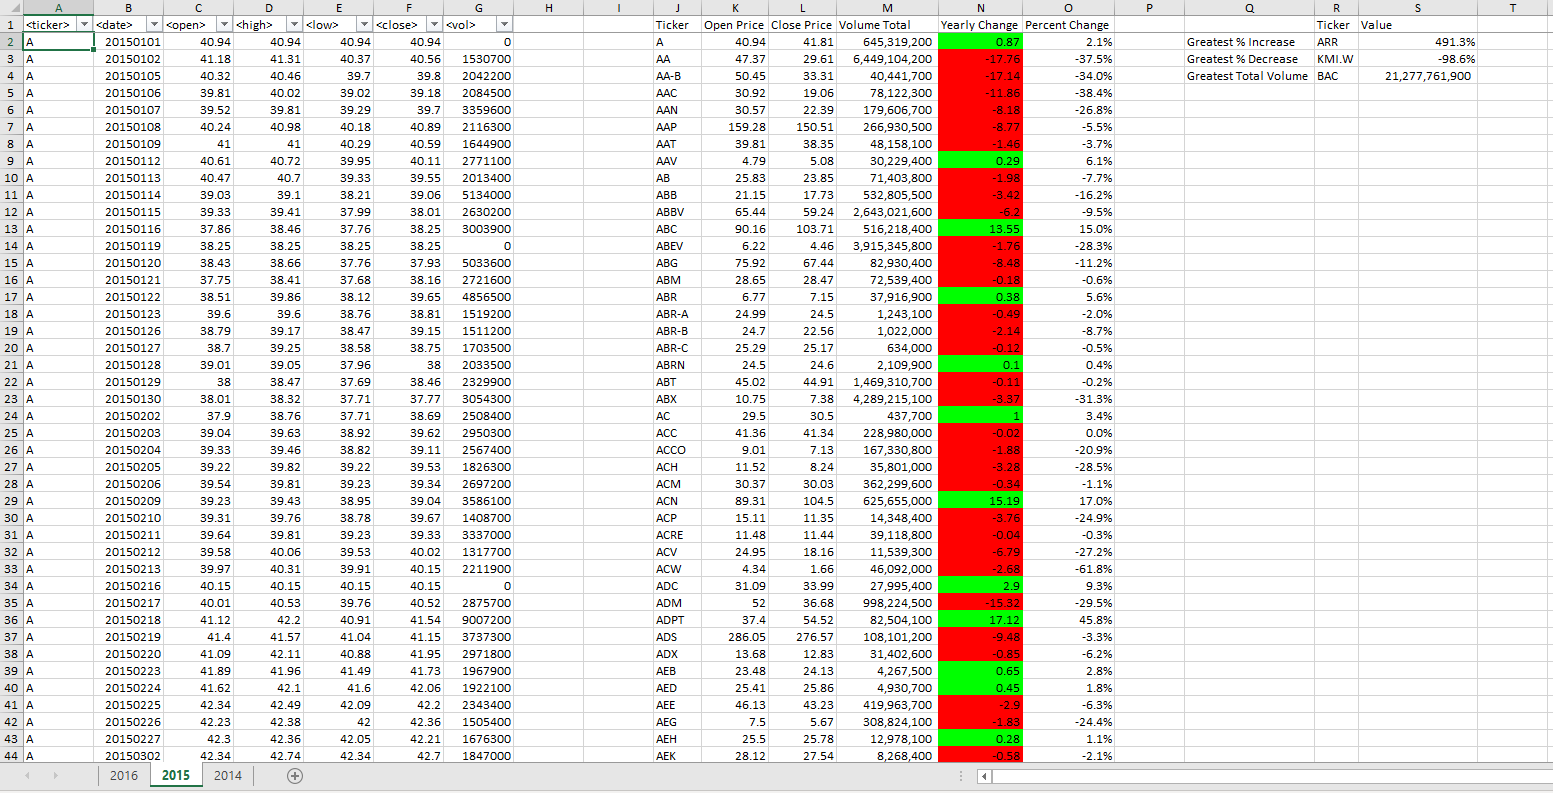 A B C D E F G H I J K L M N O P Q R S T
1 <ticker> <date> <open> <high> <low> <close> <vol> Ticker Open Price Close Price Volume Total Yearly Change Percent Change Ticker Value
2 A 20150101 40.94 40.94 40.94 40.94 0 A 40.94 41.81 645,319,200 0.87 2.1% Greatest % Increase ARR 491.3%
3 A 20150102 41.18 41.31 40.37 40.56 1530700 AA 47.37 29.61 6,449,104,200 -17.76 -37.5% Greatest % Decrease KMI.W -98.6%
4 A 20150105 40.32 40.46 39.7 39.8 2042200 AA-B 50.45 33.31 40,441,700 -17.14 -34.0% Greatest Total Volume BAC 21,277,761,900
5 A 20150106 39.81 40.02 39.02 39.18 2084500 AAC 30.92 19.06 78,122,300 -11.86 -38.4%
6 A 20150107 39.52 39.81 39.29 39.7 3359600 AAN 30.57 22.39 179,606,700 -8.18 -26.8%
7 A 20150108 40.24 40.98 40.18 40.89 2116300 AAP 159.28 150.51 266,930,500 -8.77 -5.5%
8 A 20150109 41 41 40.29 40.59 1644900 AAT 39.81 38.35 48,158,100 -1.46 -3.7%
9 A 20150112 40.61 40.72 39.95 40.11 2771100 AAV 4.79 5.08 30,229,400 0.29 6.1%
10 A 20150113 40.47 40.7 39.33 39.55 2013400 AB 25.83 23.85 71,403,800 -1.98 -7.7%
11 A 20150114 39.03 39.1 38.21 39.06 5134000 ABB 21.15 17.73 532,805,500 -3.42 -16.2%
12 A 20150115 39.33 39.41 37.99 38.01 2630200 ABBV 65.44 59.24 2,643,021,600 -6.2 -9.5%
13 A 20150116 37.86 38.46 37.76 38.25 3003900 ABC 90.16 103.71 516,218,400 13.55 15.0%
14 A 20150119 38.25 38.25 38.25 38.25 0 ABEV 6.22 4.46 3,915,345,800 -1.76 -28.3%
15 A 20150120 38.43 38.66 37.76 37.93 5033600 ABG 75.92 67.44 82,930,400 -8.48 -11.2%
16 A 20150121 37.75 38.41 37.68 38.16 2721600 ABM 28.65 28.47 72,539,400 -0.18 -0.6%
17 A 20150122 38.51 39.86 38.12 39.65 4856500 ABR 6.77 7.15 37,916,900 0.38 5.6%
18 A 20150123 39.6 39.6 38.76 38.81 1519200 ABR-A 24.99 24.5 1,243,100 -0.49 -2.0%
19 A 20150126 38.79 39.17 38.47 39.15 1511200 ABR-B 24.7 22.56 1,022,000 -2.14 -8.7%
20 A 20150127 38.7 39.25 38.58 38.75 1703500 ABR-C 25.29 25.17 634,000 -0.12 -0.5%
21 A 20150128 39.01 39.05 37.96 38 2033500 ABRN 24.5 24.6 2,109,900 0.1 0.4%
22 A 20150129 38 38.47 37.69 38.46 2329900 ABT 45.02 44.91 1,469,310,700 -0.11 -0.2%
23 A 20150130 38.01 38.32 37.71 37.77 3054300 ABX 10.75 7.38 4,289,215,100 -3.37 -31.3%
24 A 20150202 37.9 38.76 37.71 38.69 2508400 AC 29.5 30.5 437,700 1 3.4%
25 A 20150203 39.04 39.63 38.92 39.62 2950300 ACC 41.36 41.34 228,980,000 -0.02 0.0%
26 A 20150204 39.33 39.46 38.82 39.11 2567400 ACCO 9.01 7.13 167,330,800 -1.88 -20.9%
27 A 20150205 39.22 39.82 39.22 39.53 1826300 ACH 11.52 8.24 35,801,000 -3.28 -28.5%
28 A 20150206 39.54 39.81 39.23 39.34 2697200 ACM 30.37 30.03 362,299,600 -0.34 -1.1%
29 A 20150209 39.23 39.43 38.95 39.04 3586100 ACN 89.31 104.5 625,655,000 15.19 17.0%
30 A 20150210 39.31 39.76 38.78 39.67 1408700 ACP 15.11 11.35 14,348,400 -3.76 -24.9%
31 A 20150211 39.64 39.81 39.23 39.33 3337000 ACRE 11.48 11.44 39,118,800 -0.04 -0.3%
32 A 20150212 39.58 40.06 39.53 40.02 1317700 ACV 24.95 18.16 11,539,300 -6.79 -27.2%
33 A 20150213 39.97 40.31 39.91 40.15 2211900 ACW 4.34 1.66 46,092,000 -2.68 -61.8%
34 A 20150216 40.15 40.15 40.15 40.15 0 ADC 31.09 33.99 27,995,400 2.9 9.3%
35 A 20150217 40.01 40.53 39.76 40.52 2875700 ADM 52 36.68 998,224,500 -15.32 -29.5%
36 A 20150218 41.12 42.2 40.91 41.54 9007200 ADPT 37.4 54.52 82,504,100 17.12 45.8%
37 A 20150219 41.4 41.57 41.04 41.15 3737300 ADS 286.05 276.57 108,101,200 -9.48 -3.3%
38 A 20150220 41.09 42.11 40.88 41.95 2971800 ADX 13.68 12.83 31,402,600 -0.85 -6.2%
39 A 20150223 41.89 41.96 41.49 41.73 1967900 AEB 23.48 24.13 4,267,500 0.65 2.8%
40 A 20150224 41.62 42.1 41.6 42.06 1922100 AED 25.41 25.86 4,930,700 0.45 1.8%
41 A 20150225 42.34 42.49 42.09 42.2 2343400 AEE 46.13 43.23 419,963,700 -2.9 -6.3%
42 A 20150226 42.23 42.38 42 42.36 1505400 AEG 7.5 5.67 308,824,100 -1.83 -24.4%
43 A 20150227 42.3 42.36 42.05 42.21 1676300 AEH 25.5 25.78 12,978,100 0.28 1.1%
44 A 20150302 42.34 42.74 42.34 42.7 1847000 AEK 28.12 27.54 8,268,400 -0.58 -2.1%
2016 2015 2014